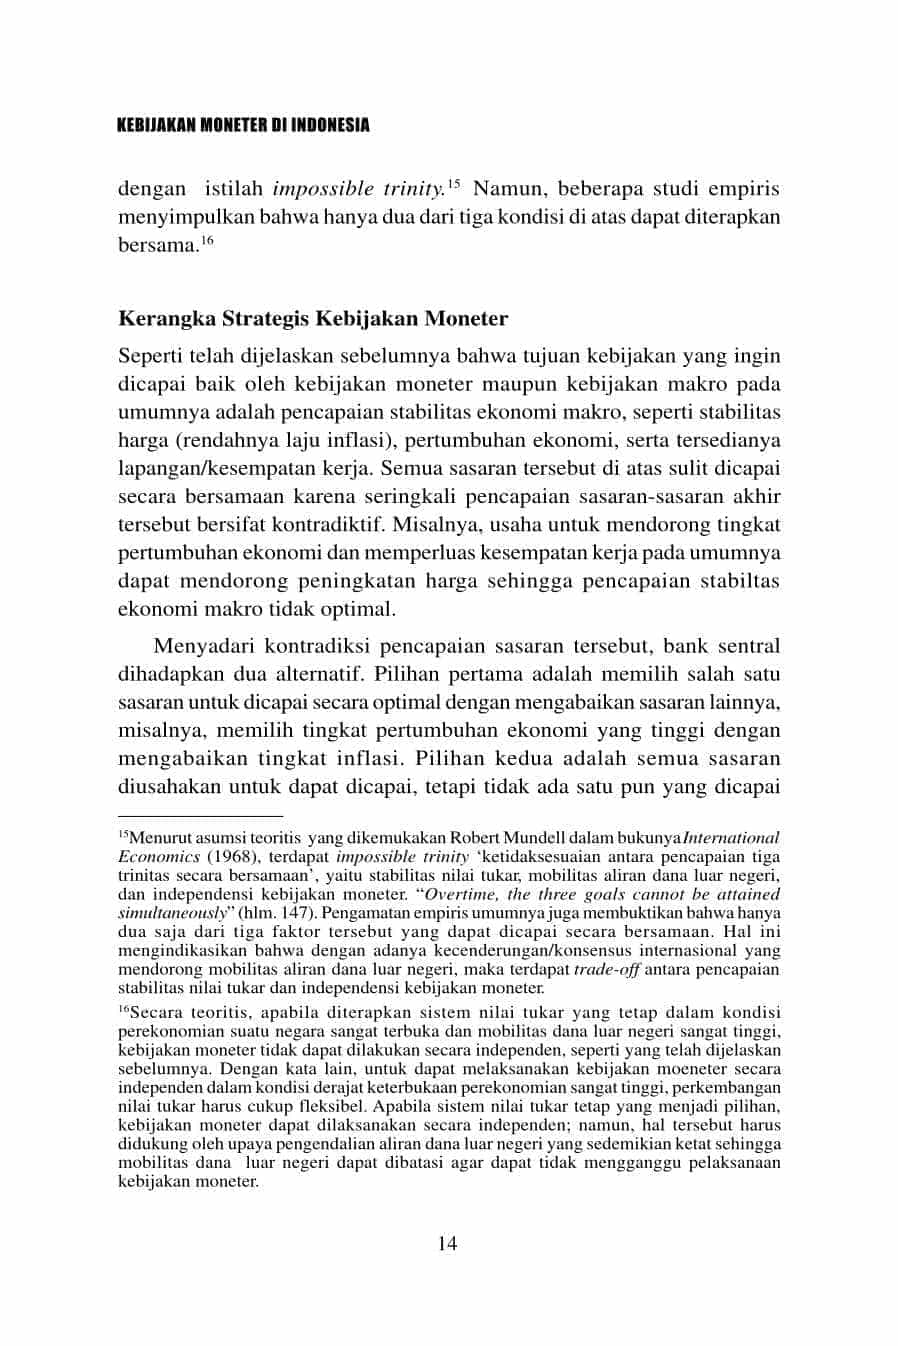 KEBIJAKAN MONETER DI INDONESIA
dengan istilah impossible trinity.15 Namun, beberapa studi empiris
menyimpulkan bahwa hanya dua dari tiga kondisi di atas dapat diterapkan
bersama.16
Kerangka Strategis Kebijakan Moneter
Seperti telah dijelaskan sebelumnya bahwa tujuan kebijakan yang ingin
dicapai baik oleh kebijakan moneter maupun kebijakan makro pada
umumnya adalah pencapaian stabilitas ekonomi makro, seperti stabilitas
harga (rendahnya laju inflasi), pertumbuhan ekonomi, serta tersedianya
lapangan/kesempatan kerja. Semua sasaran tersebut di atas sulit dicapai
secara bersamaan karena seringkali pencapaian sasaran-sasaran akhir
tersebut bersifat kontradiktif. Misalnya, usaha untuk mendorong tingkat
pertumbuhan ekonomi dan memperluas kesempatan kerja pada umumnya
dapat mendorong peningkatan harga sehingga pencapaian stabiltas
ekonomi makro tidak optimal.
Menyadari kontradiksi pencapaian sasaran tersebut, bank sentral
dihadapkan dua alternatif. Pilihan pertama adalah memilih salah satu
sasaran untuk dicapai secara optimal dengan mengabaikan sasaran lainnya,
misalnya, memilih tingkat pertumbuhan ekonomi yang tinggi dengan
mengabaikan tingkat inflasi. Pilihan kedua adalah semua sasaran
diusahakan untuk dapat dicapai, tetapi tidak ada satu pun yang dicapai
15Menurut asumsi teoritis yang dikemukakan Robert Mundell dalam bukunya International
Economics (1968), terdapat impossible trinity ‘ketidaksesuaian antara pencapaian tiga
trinitas secara bersamaan’, yaitu stabilitas nilai tukar, mobilitas aliran dana luar negeri,
dan independensi kebijakan moneter. “Overtime, the three goals cannot be attained
simultaneously” (hlm. 147). Pengamatan empiris umumnya juga membuktikan bahwa hanya
dua saja dari tiga faktor tersebut yang dapat dicapai secara bersamaan. Hal ini
mengindikasikan bahwa dengan adanya kecenderungan/konsensus internasional yang
mendorong mobilitas aliran dana luar negeri, maka terdapat trade-off antara pencapaian
stabilitas nilai tukar dan independensi kebijakan moneter.
16Secara teoritis, apabila diterapkan sistem nilai tukar yang tetap dalam kondisi
perekonomian suatu negara sangat terbuka dan mobilitas dana luar negeri sangat tinggi,
kebijakan moneter tidak dapat dilakukan secara independen, seperti yang telah dijelaskan
sebelumnya. Dengan kata lain, untuk dapat melaksanakan kebijakan moeneter secara
independen dalam kondisi derajat keterbukaan perekonomian sangat tinggi, perkembangan
nilai tukar harus cukup fleksibel. Apabila sistem nilai tukar tetap yang menjadi pilihan,
kebijakan moneter dapat dilaksanakan secara independen; namun, hal tersebut harus
didukung oleh upaya pengendalian aliran dana luar negeri yang sedemikian ketat sehingga
mobilitas dana luar negeri dapat dibatasi agar dapat tidak mengganggu pelaksanaan
kebijakan moneter.
14